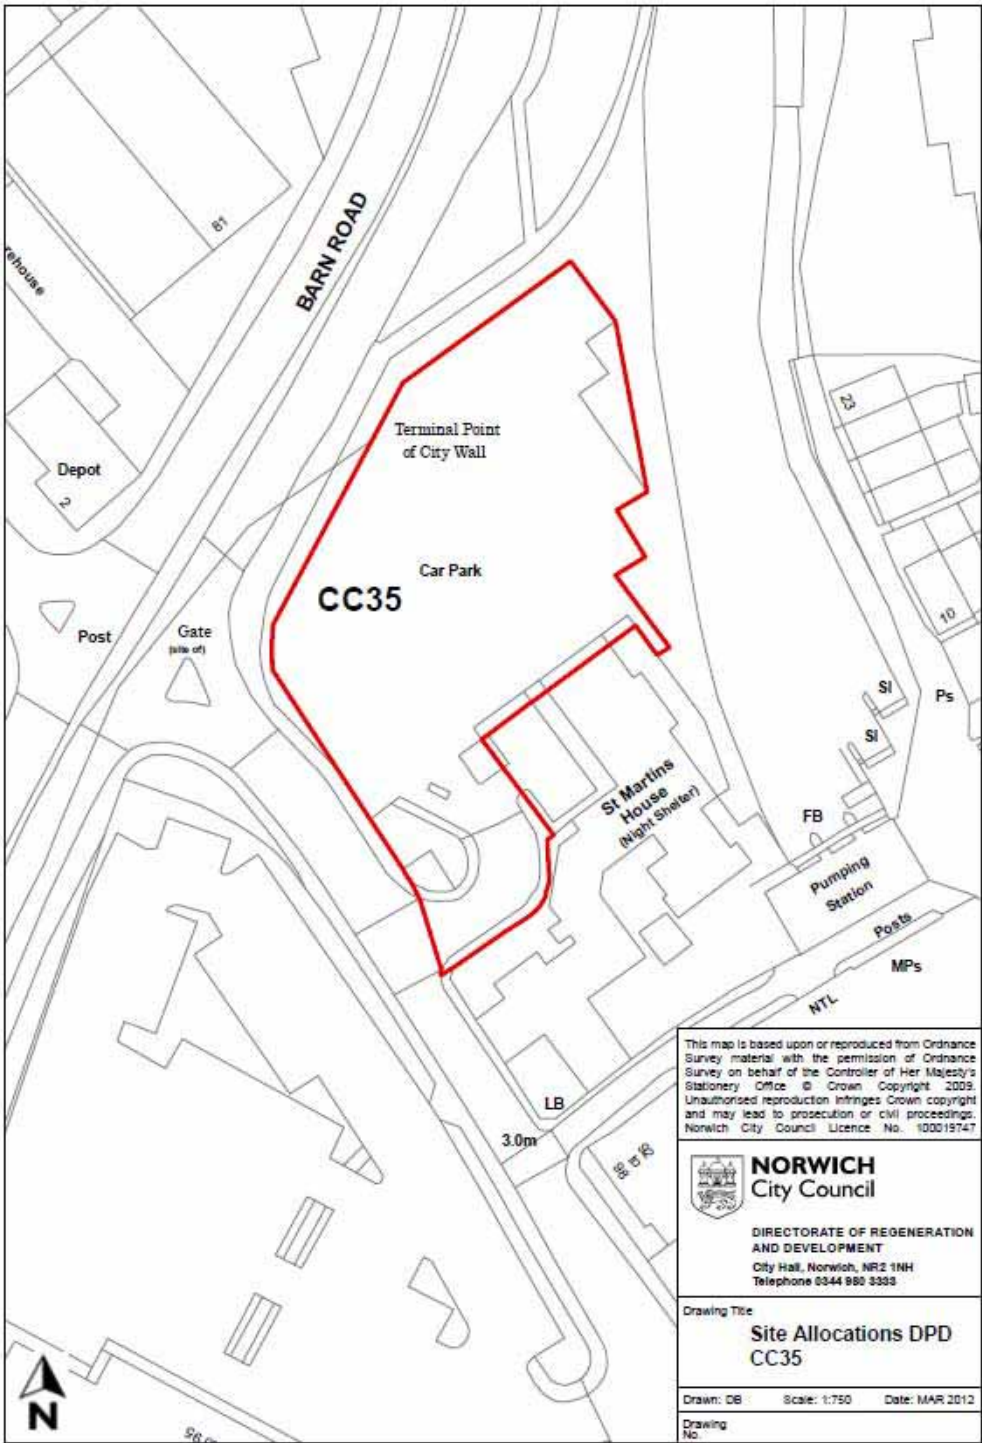 81
BARN ROAD
rehouse
Terminal Point
of City Wall
23
Depot
2
Car Park
CC35
10
Post
Gate
(site of)
SI
Ps
SI
St Martins
House
(Night Shelter)
FB
Pumping
Station
Posts
MPs
NTL
LB
3.0m
This map is based upon or reproduced from Ordnance
Survey material with the permission of Ordnance
Survey on behalf of the Controller of Her Majesty's
Stationery Office © Crown Copyright 2009.
Unauthorised reproduction infringes Crown copyright
and may lead to prosecution or civil proceedings.
Norwich City Council Licence No. 100019747
NORWICH
City Council
DIRECTORATE OF REGENERATION
AND DEVELOPMENT
City Hall, Norwich, NR2 1NH
Telephone 0344 980 3333
Drawing Title
Site Allocations DPD
CC35
Drawn: DB Scale: 1:750 Date: MAR 2012
Drawing
No.
N